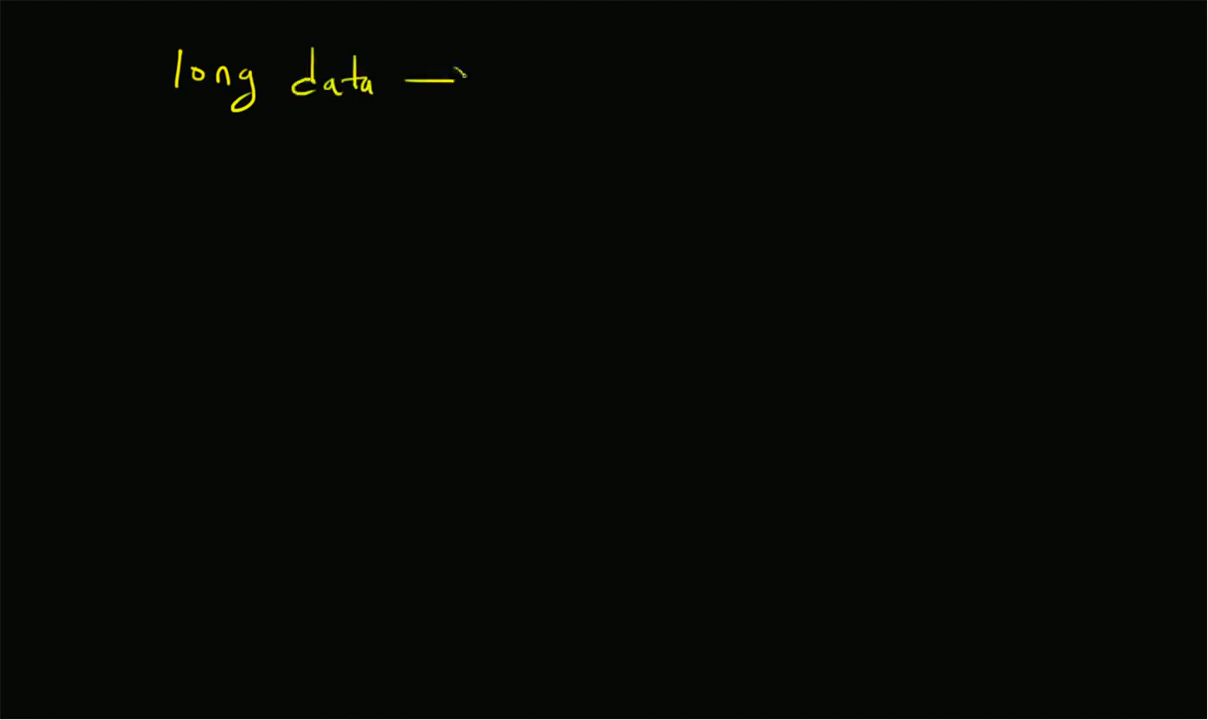 long data →